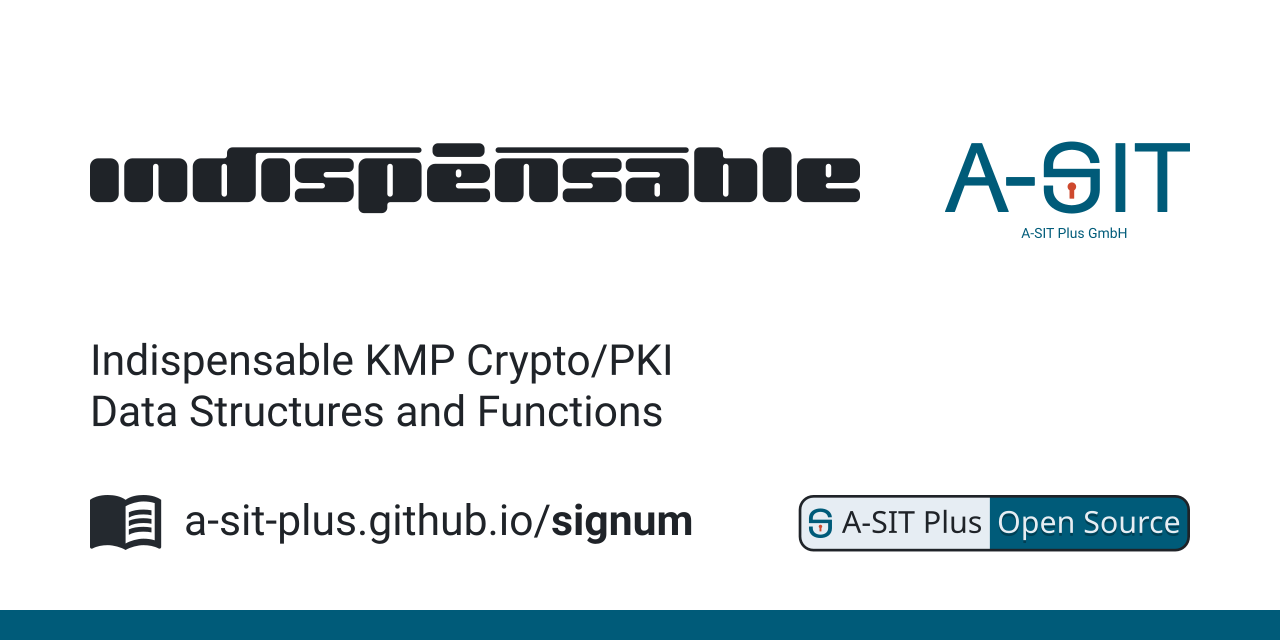 indispēnsable
A-SIT
A-SIT Plus GmbH
Indispensable KMP Crypto/PKI
Data Structures and Functions
a-sit-plus.github.io/signum
A-SIT Plus Open Source